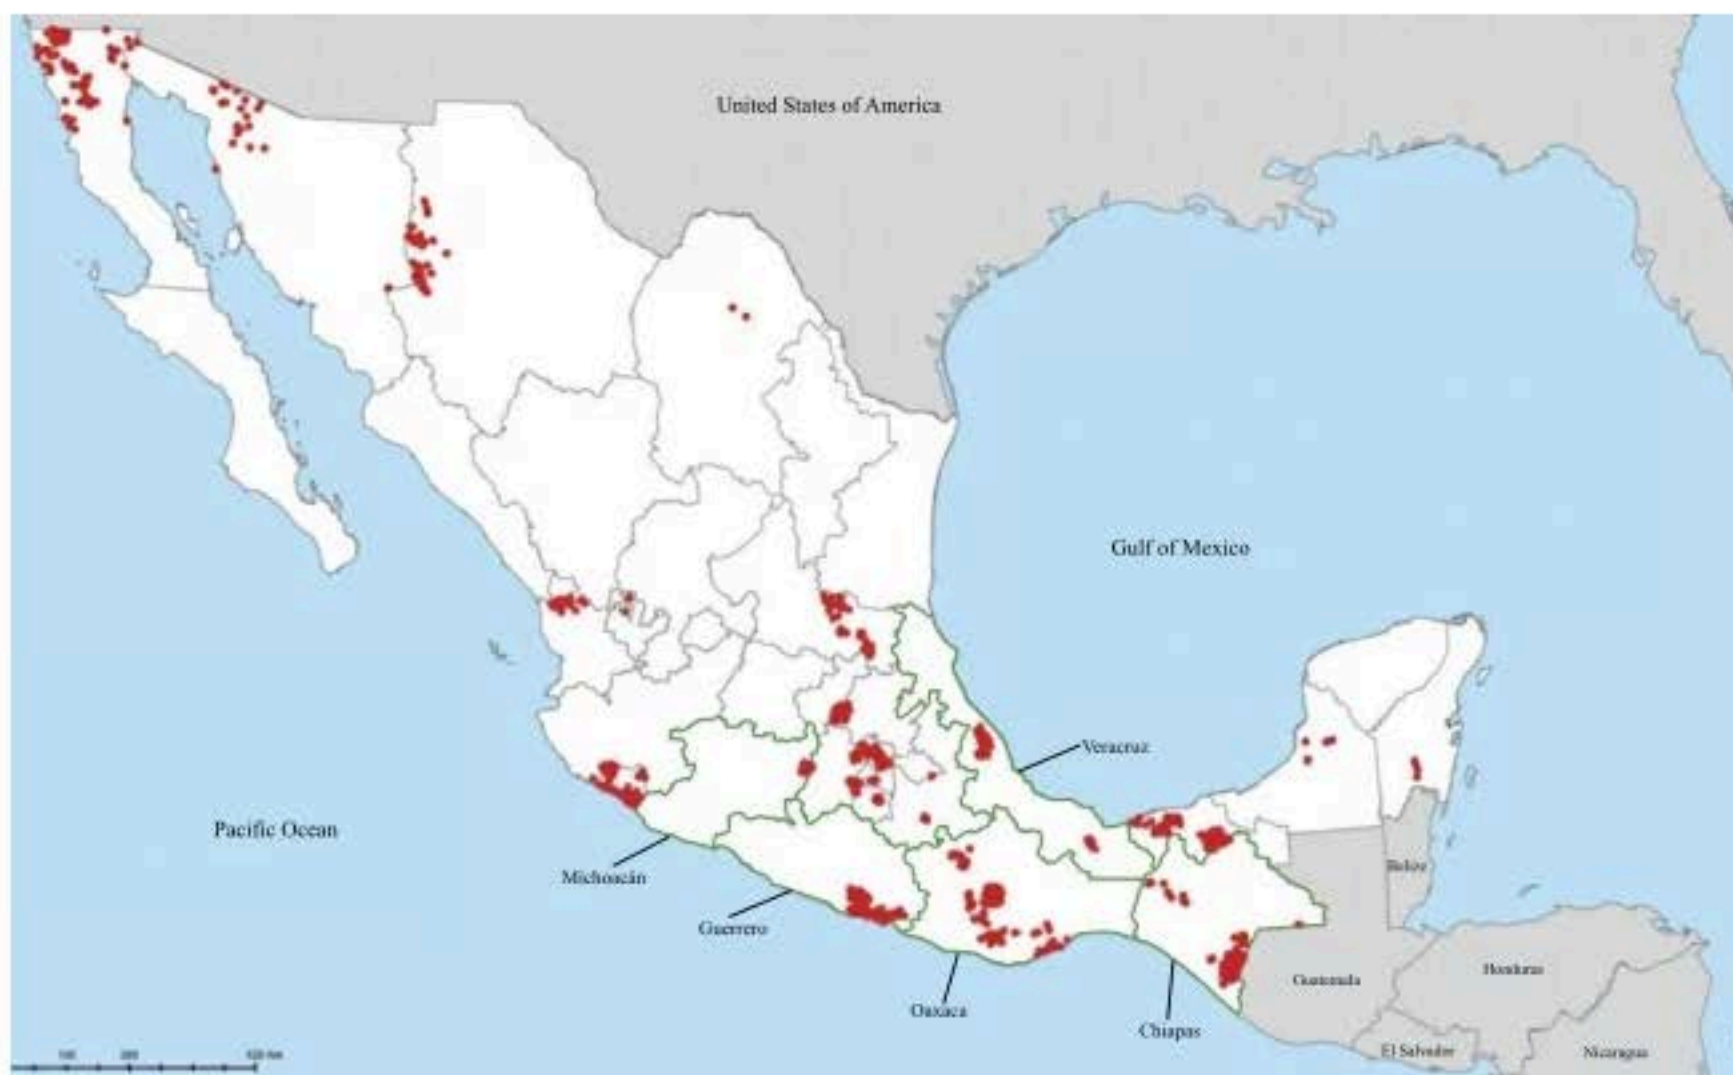 United States of America
Gulf of Mexico
Veracruz
Pacific Ocean
Belize
Michoacán
Guerrero
Guatemala
Honduras
Oaxaca
Chiapas
El Salvador
Nicaragua